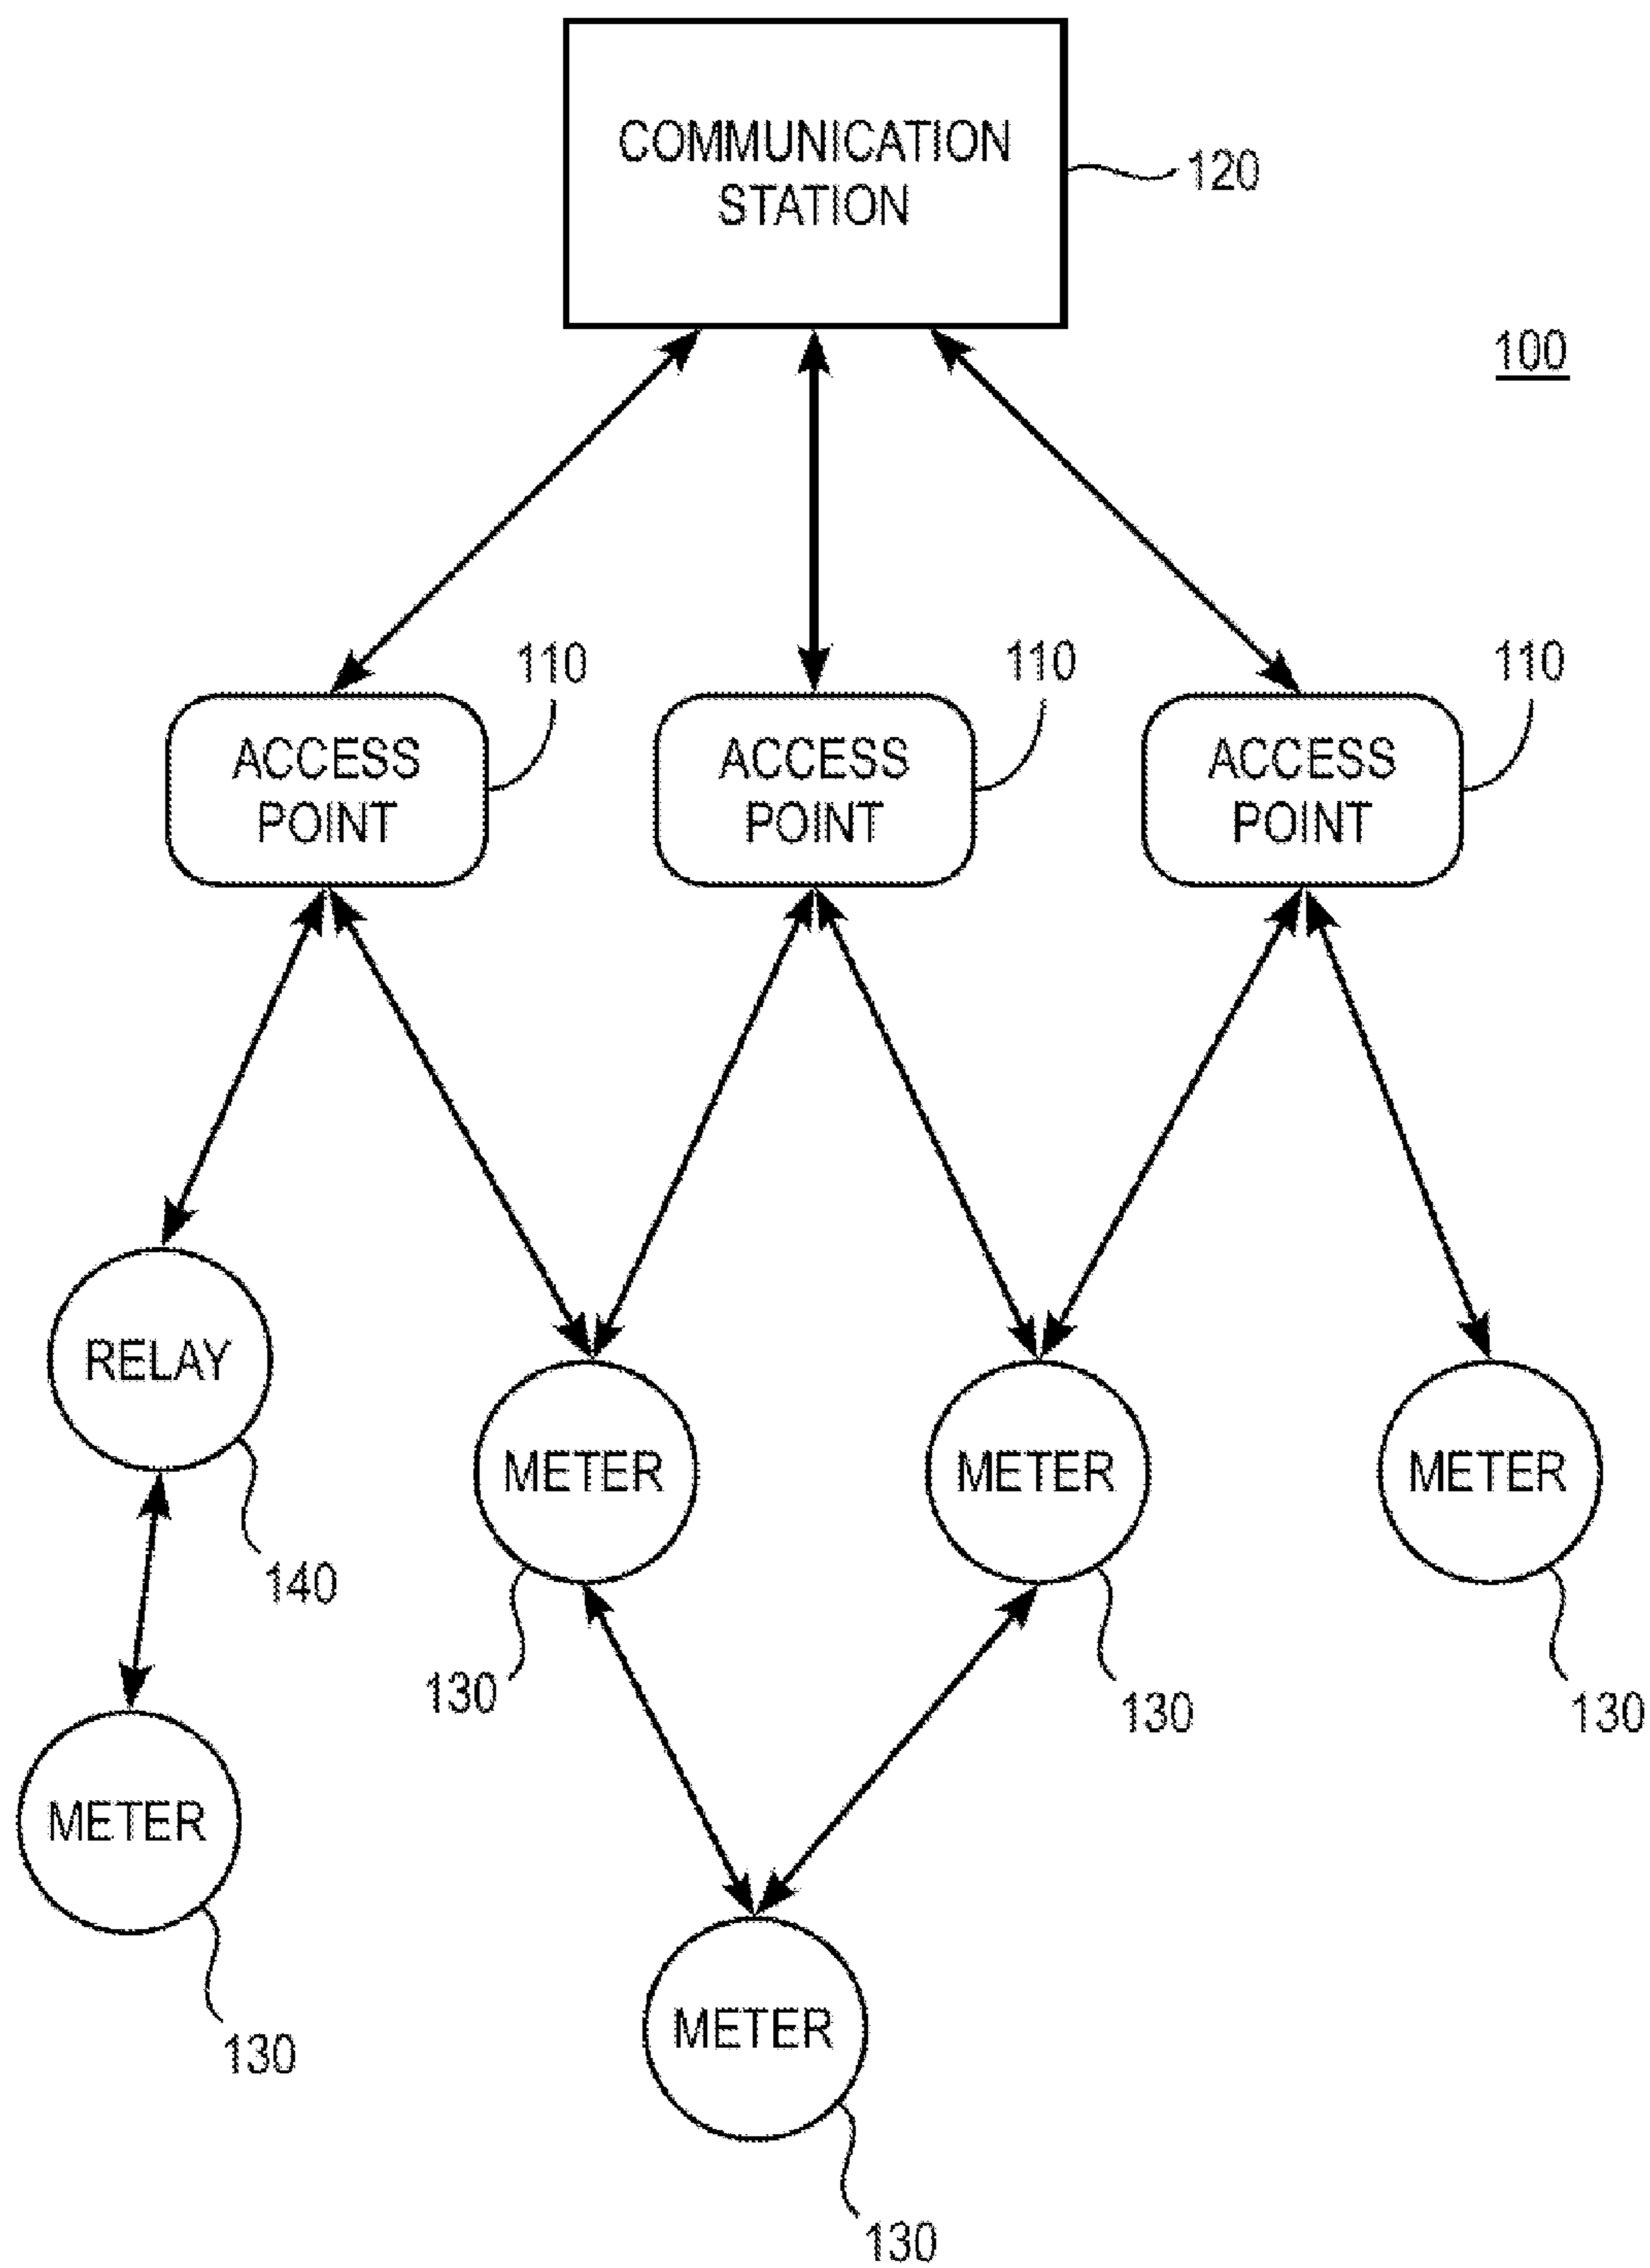 COMMUNICATION
STATION
120
100
110
110
110
ACCESS
POINT
ACCESS
POINT
ACCESS
POINT
RELAY
METER
METER
METER
140
130
130
130
METER
130
METER
130